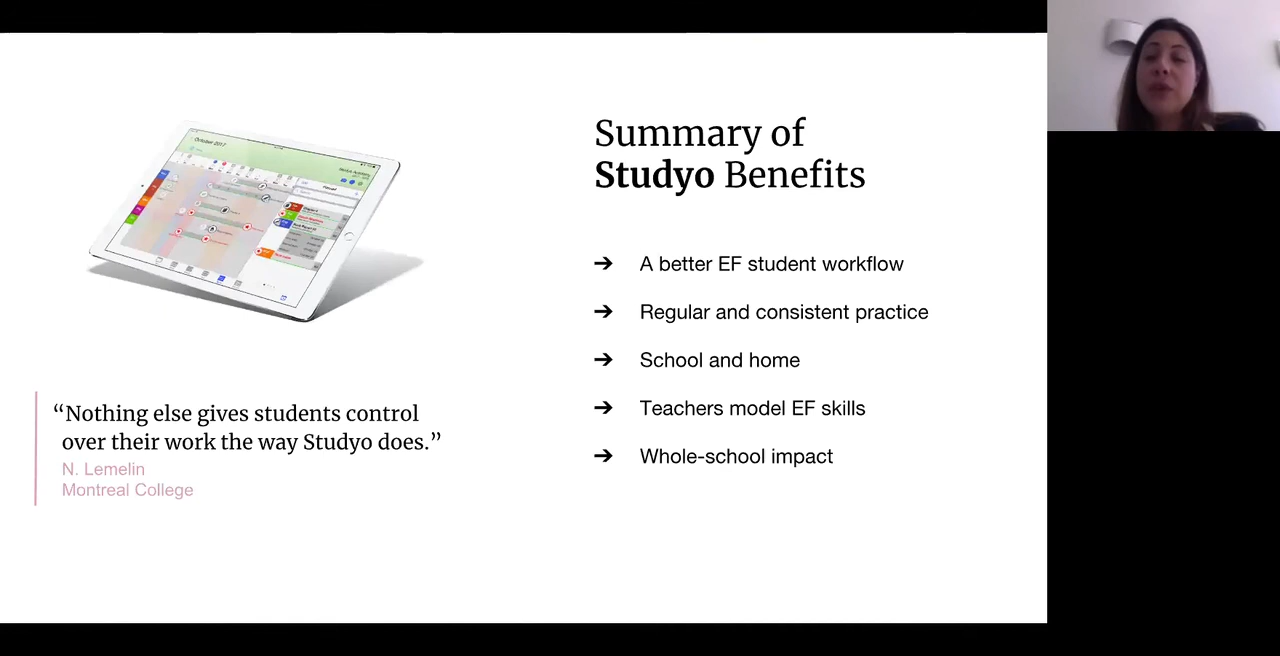 October 2017
Summary of
Studyo Benefits
➔ A better EF student workflow
➔ Regular and consistent practice
➔ School and home
➔ Teachers model EF skills
➔ Whole-school impact
“Nothing else gives students control
over their work the way Studyo does.”
N. Lemelin
Montreal College